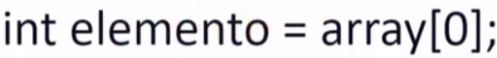 int elemento = array[0];